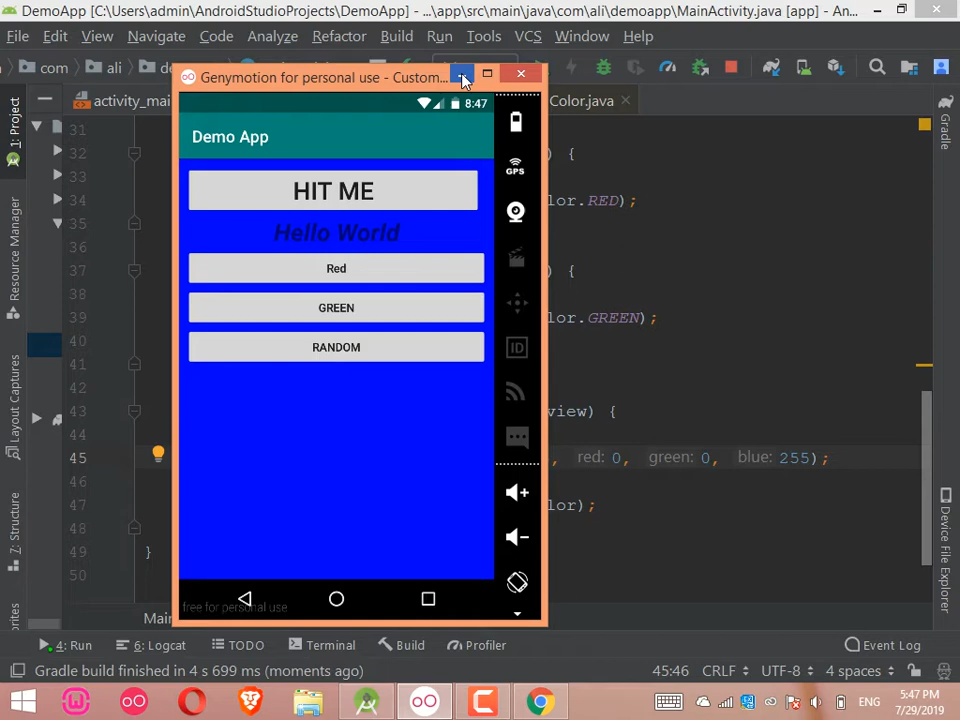 DemoApp [C:\Users\admin\AndroidStudioProjects\DemoApp] - ...\app\src\main\java\com\ali\demoapp\MainActivity.java [app] - An...
File Edit View Navigate Code Analyze Refactor Build Run Tools VCS Window Help
com ali
activity_mai
Color.java
Genymotion for personal use - Custom...
8:47
Demo App
HIT ME
Hello World
Red
GREEN
RANDOM
free for personal use
GPS
ID
1: Project
Resource Manager
Layout Captures
7: Structure
Gradle
Device File Explorer
31
32 ) {
33
34 lor.RED);
35
36
37 ) {
38
39 lor.GREEN);
40
41
42
43 view) {
44
45 , red: 0, green: 0, blue: 255);
46
47 lor);
48
49 }
50
Main
4: Run 6: Logcat TODO Terminal Build Profiler Event Log
Gradle build finished in 4 s 699 ms (moments ago) 45:46 CRLF UTF-8 4 spaces
ENG
5:47 PM
7/29/2019